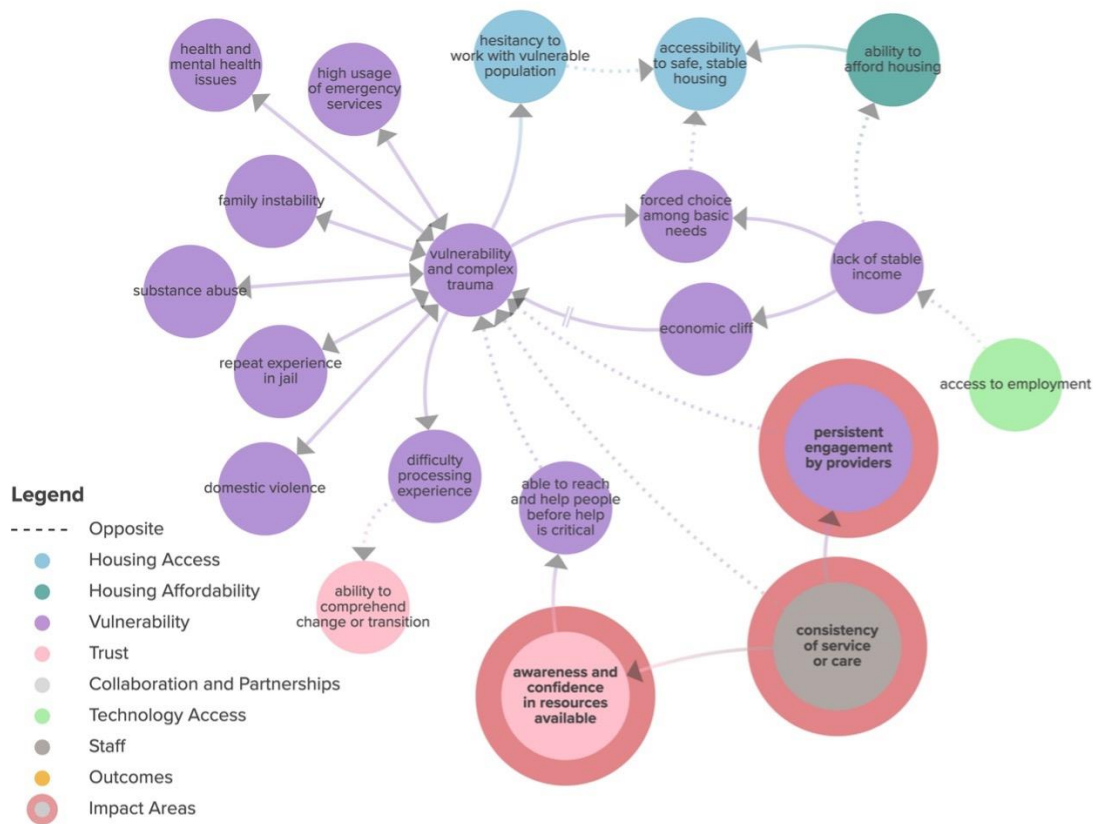 health and
mental health
issues
high usage
of emergency
services
hesitancy to
work with vulnerable
population
accessibility
to safe, stable
housing
ability to
afford housing
family instability
forced choice
among basic
needs
vulnerability
and complex
trauma
lack of stable
income
substance abuse
economic cliff
repeat experience
in jail
access to employment
persistent
engagement
by providers
domestic violence
difficulty
processing
experience
able to reach
and help people
before help
is critical
ability to
comprehend
change or transition
consistency
of service
or care
awareness and
confidence
in resources
available
Legend
Opposite
Housing Access
Housing Affordability
Vulnerability
Trust
Collaboration and Partnerships
Technology Access
Staff
Outcomes
Impact Areas